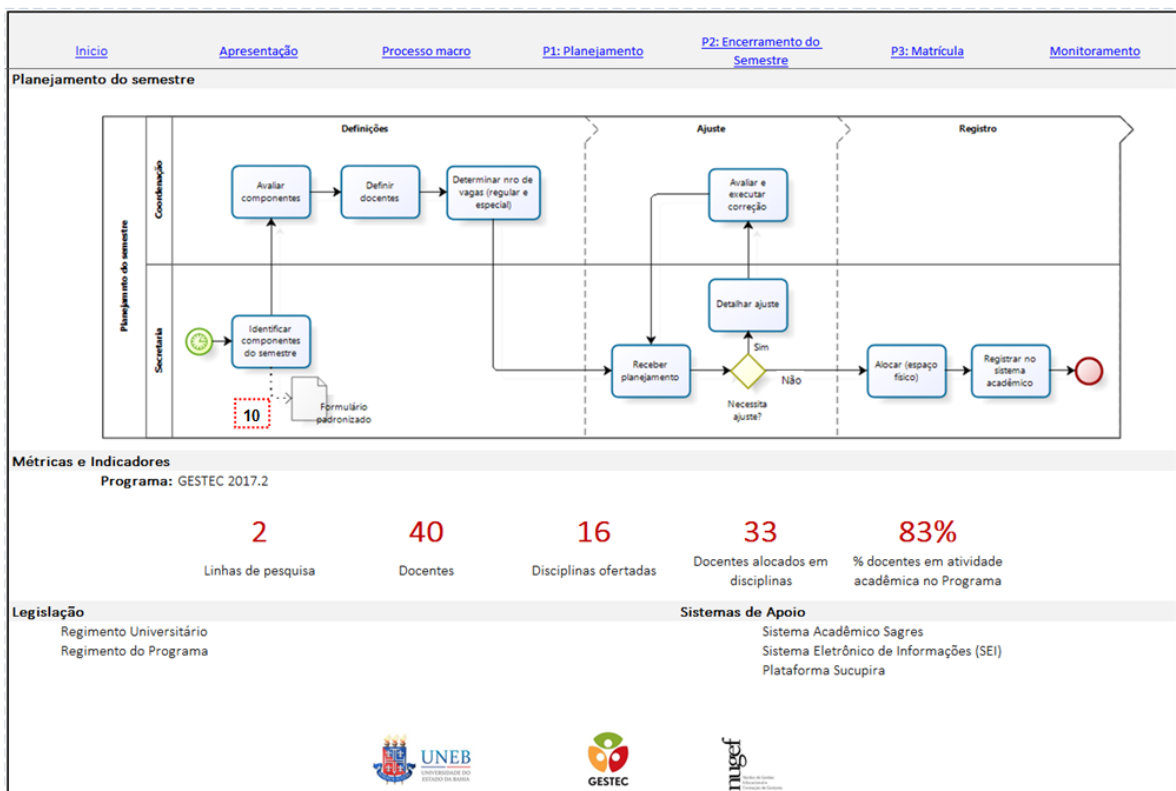 Inicio
Apresentação
Processo macro
P1: Planejamento
P2: Encerramento do
Semestre
P3: Matrícula
Monitoramento
Planejamento do semestre
Planejamento do semestre
Definições
Ajuste
Registro
Coordenação
Avaliar
componentes
Definir
docentes
Determinar nro de
vagas (regular e
especial)
Avaliar e
executar
correção
Secretaria
Identificar
componentes
do semestre
10
Formulário
padronizado
Receber
planejamento
Detalhar ajuste
Sim
Não
Necessita
ajuste?
Alocar (espaço
físico)
Registrar no
sistema
acadêmico
Métricas e Indicadores
Programa: GESTEC 2017.2
2
Linhas de pesquisa
40
Docentes
16
Disciplinas ofertadas
33
Docentes alocados em
disciplinas
83%
% docentes em atividade
acadêmica no Programa
Legislação
Regimento Universitário
Regimento do Programa
Sistemas de Apoio
Sistema Acadêmico Sagres
Sistema Eletrônico de Informações (SEI)
Plataforma Sucupira
UNEB
UNIVERSIDADE DO
ESTADO DA BAHIA
GESTEC
nugef